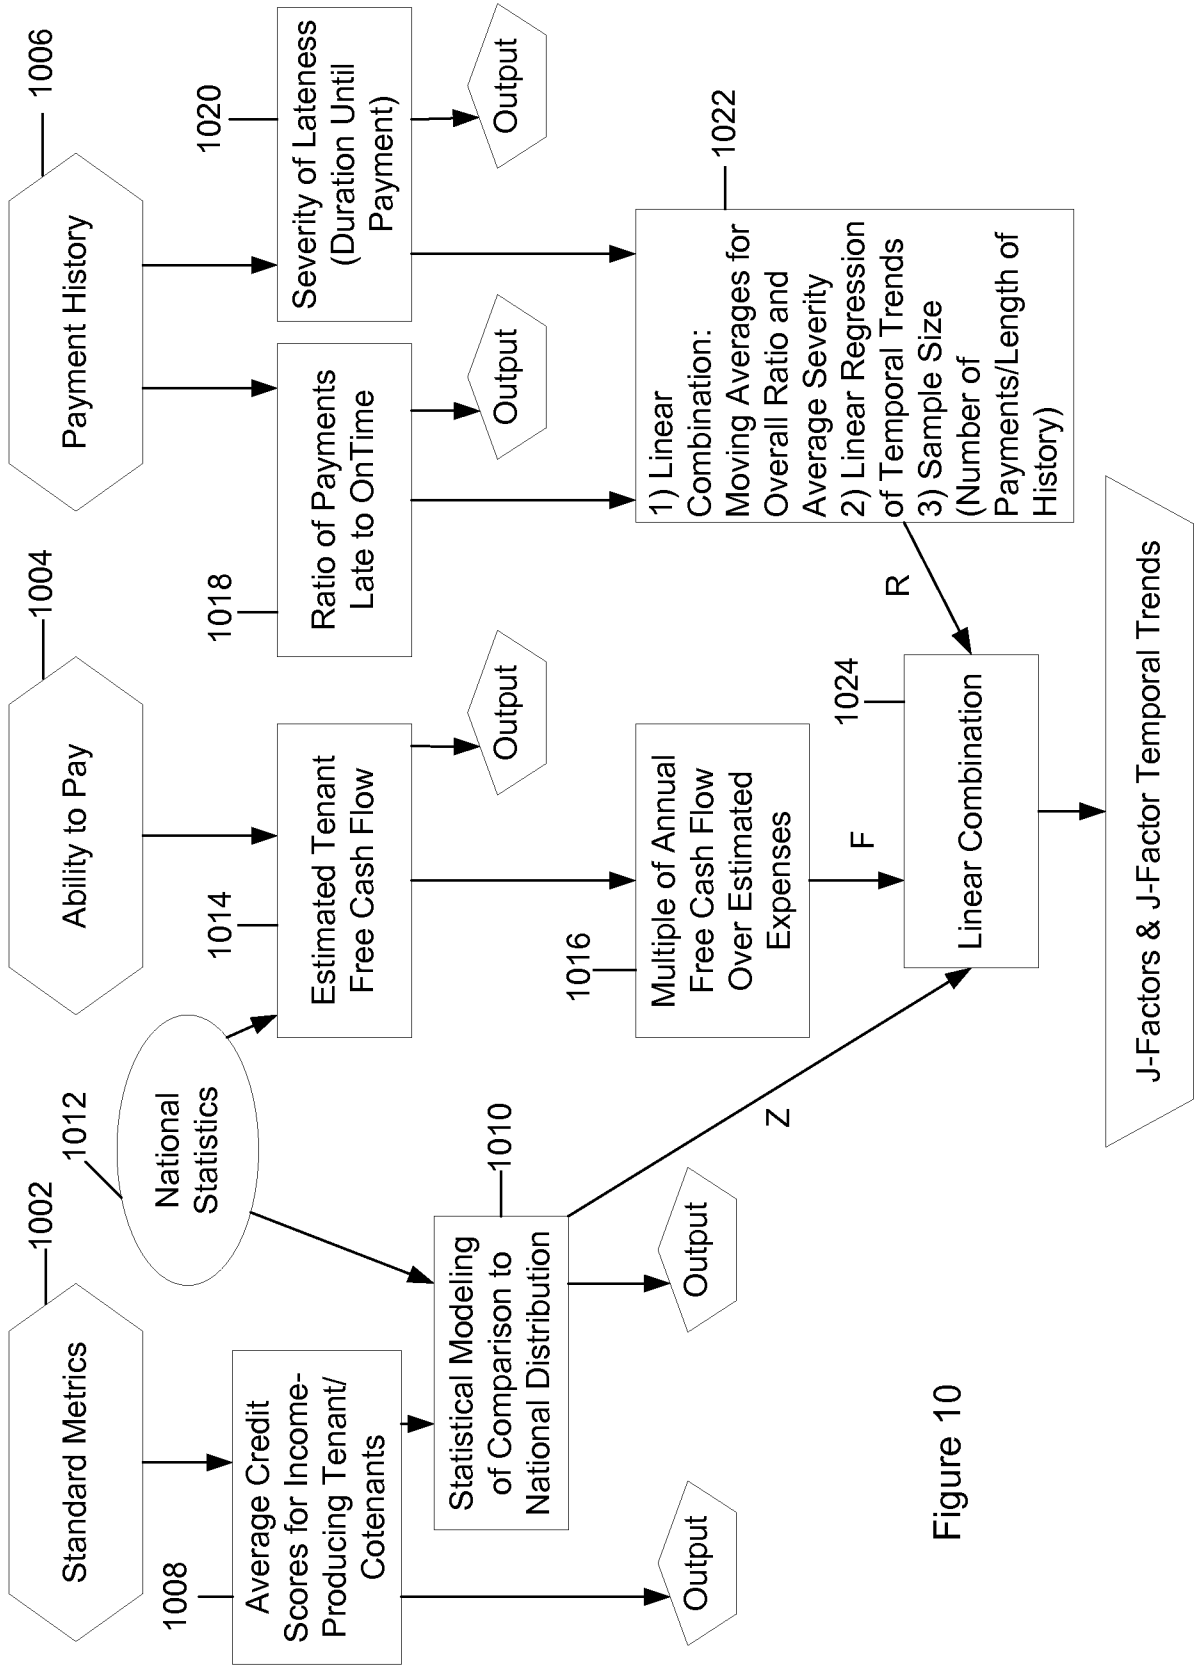 Standard Metrics
1002
Ability to Pay
1004
Payment History
1006
1012
National
Statistics
1008
Average Credit
Scores for Income-
Producing Tenant/
Cotenants
1014
Estimated Tenant
Free Cash Flow
1018
Ratio of Payments
Late to OnTime
1020
Severity of Lateness
(Duration Until
Payment)
Statistical Modeling
of Comparison to
National Distribution
1010
Output
Output
Output
1016
Multiple of Annual
Free Cash Flow
Over Estimated
Expenses
1) Linear
Combination:
Moving Averages for
Overall Ratio and
Average Severity
2) Linear Regression
of Temporal Trends
3) Sample Size
(Number of
Payments/Length of
History)
1022
Output
Output
Z
F
R
1024
Linear Combination
J-Factors & J-Factor Temporal Trends
Figure 10